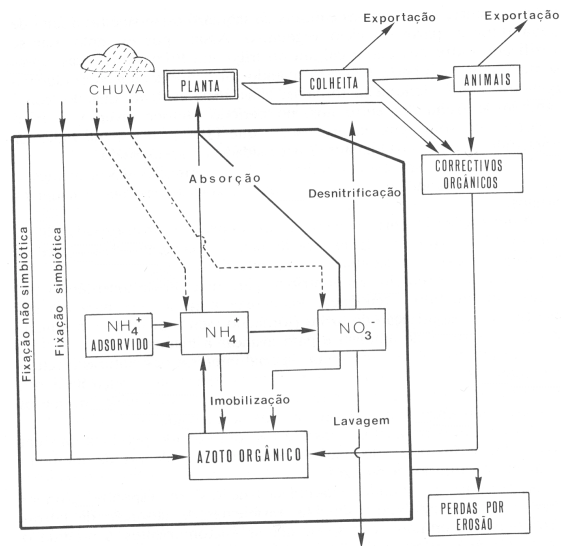 Exportação
Exportação
CHUVA
PLANTA
COLHEITA
ANIMAIS
CORRECTIVOS
ORGÂNICOS
Absorção
Desnitrificação
Fixação não simbiótica
Fixação simbiótica
NH₄⁺
ADSORVIDO
NH₄⁺
NO₃⁻
Imobilização
Lavagem
AZOTO ORGÂNICO
PERDAS POR
EROSÃO